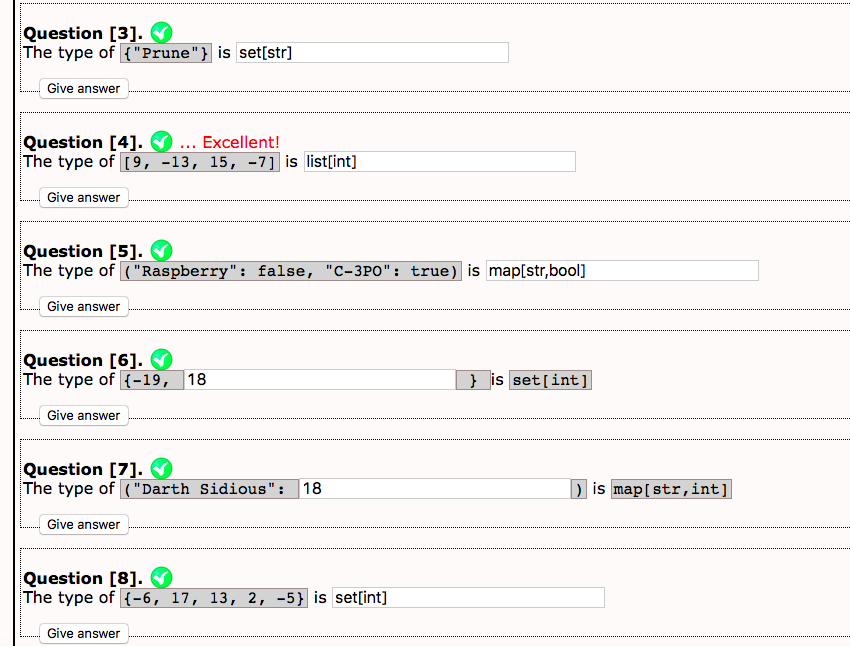 Question [3].
The type of {"Prune"} is set[str]
Give answer
Question [4]. ... Excellent!
The type of [9, -13, 15, -7] is list[int]
Give answer
Question [5].
The type of ("Raspberry": false, "C-3PO": true) is map[str,bool]
Give answer
Question [6].
The type of {-19, 18 } is set[int]
Give answer
Question [7].
The type of ("Darth Sidious": 18 ) is map[str,int]
Give answer
Question [8].
The type of {-6, 17, 13, 2, -5} is set[int]
Give answer